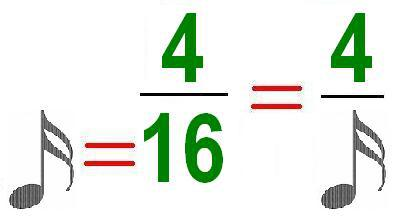 4 4
= 16 =